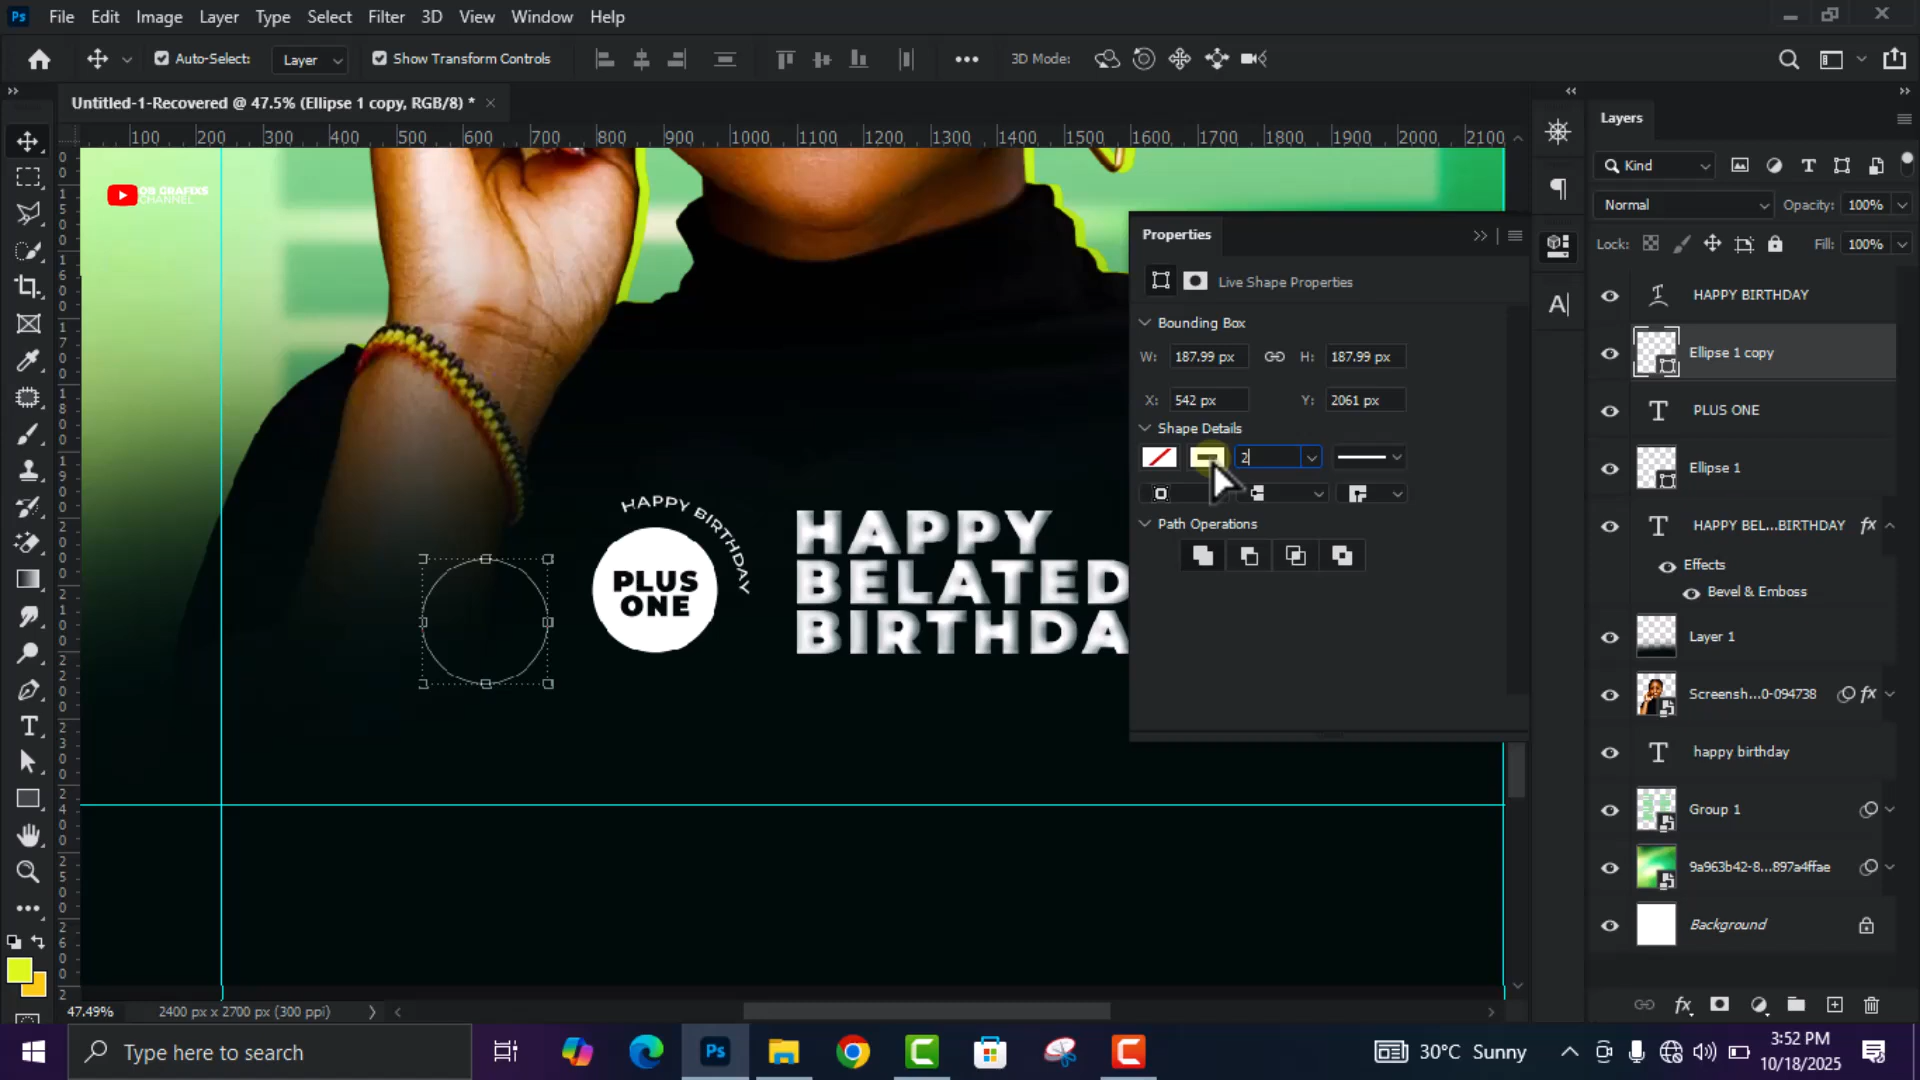 Ps File Edit Image Layer Type Select Filter 3D View Window Help
Auto-Select: Layer Show Transform Controls 3D Mode:
Untitled-1-Recovered @ 47.5% (Ellipse 1 copy, RGB/8) *
100 200 300 400 500 600 700 800 900 1000 1100 1200 1300 1400 1500 1600 1700 1800 1900 2000 2100
OB GRAFIXS
CHANNEL
HAPPY BIRTHDAY
PLUS
ONE
HAPPY
BELATED
BIRTHDA
Properties
Live Shape Properties
Bounding Box
W: 187.99 px H: 187.99 px
X: 542 px Y: 2061 px
Shape Details
2
Path Operations
Layers
Kind
Normal Opacity: 100%
Lock: Fill: 100%
HAPPY BIRTHDAY
Ellipse 1 copy
PLUS ONE
Ellipse 1
HAPPY BEL...BIRTHDAY fx
Effects
Bevel & Emboss
Layer 1
Screensh...0-094738 fx
happy birthday
Group 1
9a963b42-8...897a4ffae
Background
47.49% 2400 px x 2700 px (300 ppi)
Type here to search
Ps
30°C Sunny
3:52 PM
10/18/2025